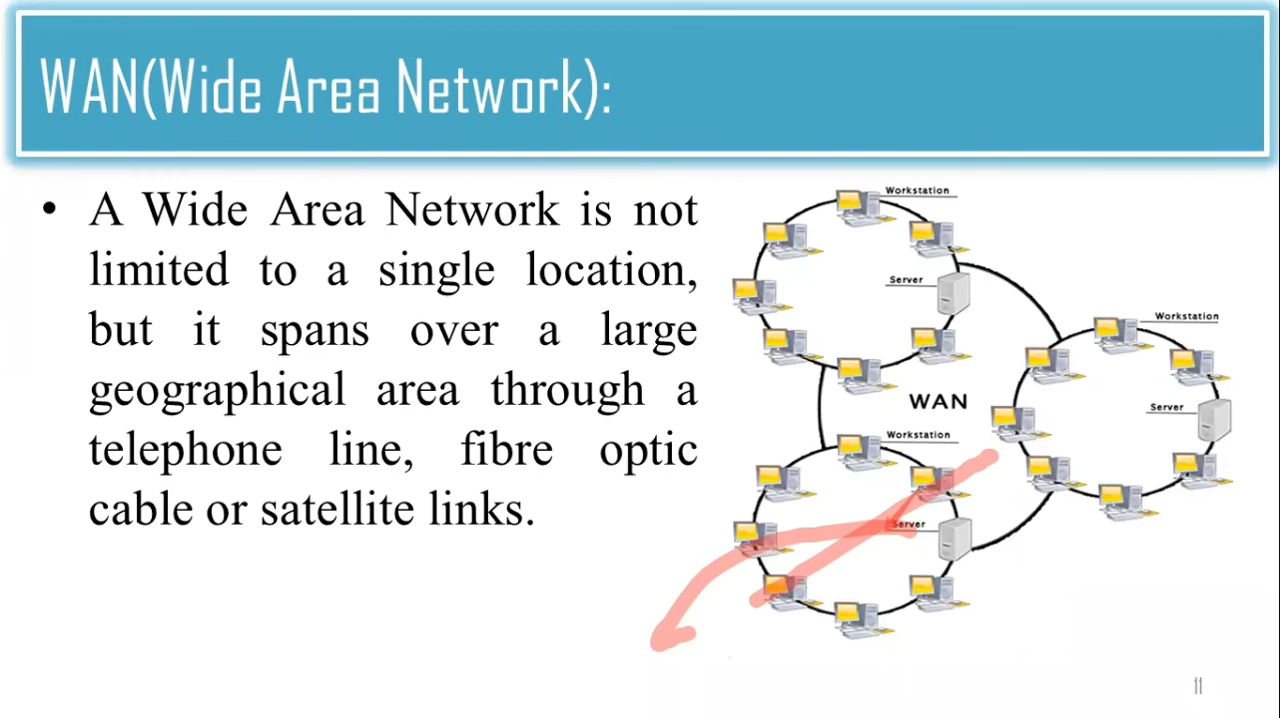 WAN(Wide Area Network):
• A Wide Area Network is not
limited to a single location,
but it spans over a large
geographical area through a
telephone line, fibre optic
cable or satellite links.
Workstation
Server
Workstation
Server
WAN
Workstation
Server
11